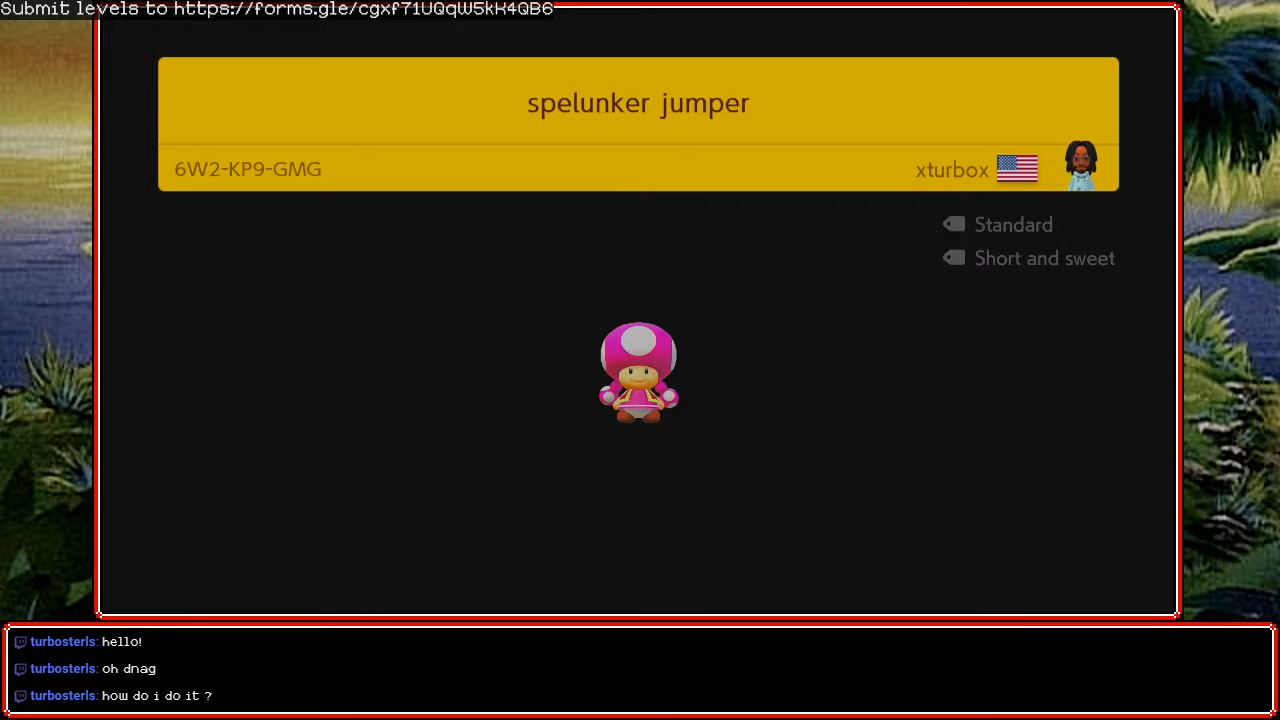 Submit levels to https://forms.gle/cgxf71UQqW5kH4QB6
spelunker jumper
6W2-KP9-GMG
xturbox
Standard
Short and sweet
turbosterls: hello!
turbosterls: oh dnag
turbosterls: how do i do it ?